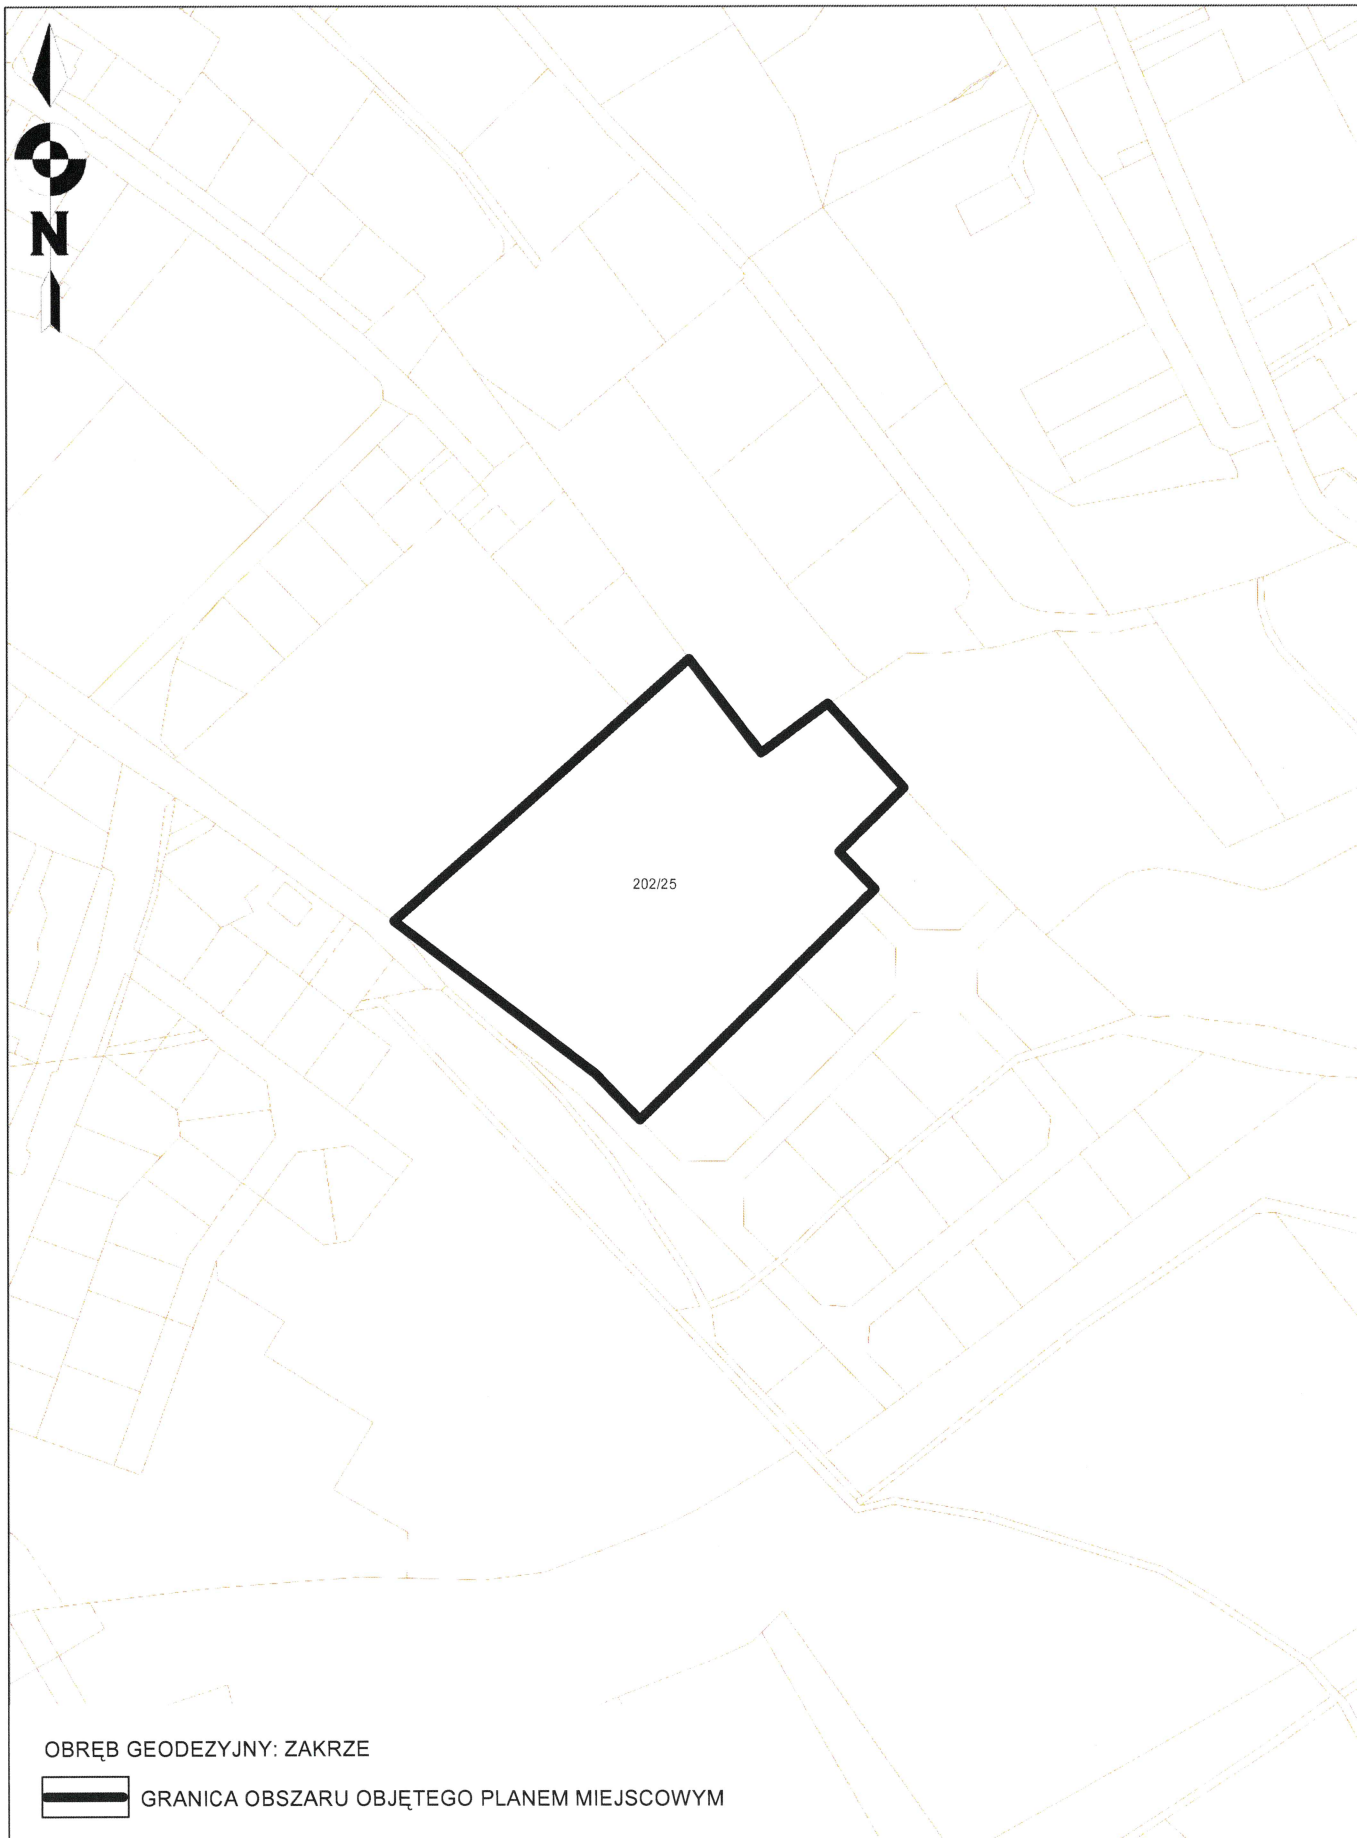 N
202/25
OBRĘB GEODEZYJNY: ZAKRZE
GRANICA OBSZARU OBJĘTEGO PLANEM MIEJSCOWYM